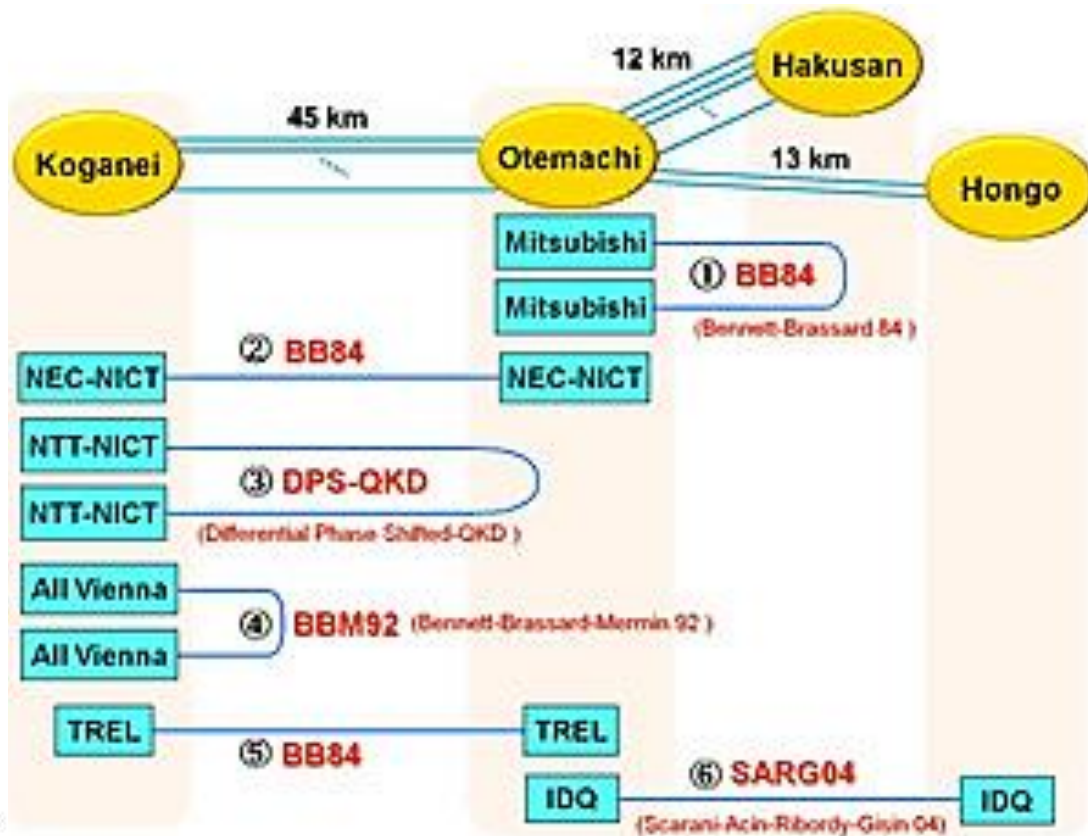 12 km
Hakusan
45 km
Koganei
Otemachi
13 km
Hongo
Mitsubishi
① BB84
Mitsubishi
(Bennett-Brassard 84 )
② BB84
NEC-NICT
NEC-NICT
NTT-NICT
③ DPS-QKD
NTT-NICT
(Differential Phase Shifted-QKD )
All Vienna
④ BBM92 (Bennett-Brassard-Mermin 92 )
All Vienna
TREL
TREL
⑤ BB84
⑥ SARG04
IDQ
IDQ
(Scarani-Acin-Ribordy-Gisin 04)